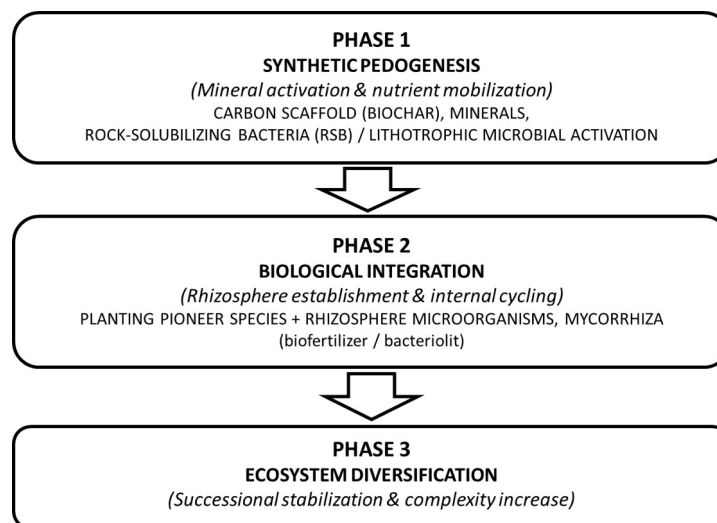 PHASE 1
SYNTHETIC PEDOGENESIS
(Mineral activation & nutrient mobilization)
CARBON SCAFFOLD (BIOCHAR), MINERALS,
ROCK-SOLUBILIZING BACTERIA (RSB) / LITHOTROPHIC MICROBIAL ACTIVATION
PHASE 2
BIOLOGICAL INTEGRATION
(Rhizosphere establishment & internal cycling)
PLANTING PIONEER SPECIES + RHIZOSPHERE MICROORGANISMS, MYCORRHIZA
(biofertilizer / bacteriolit)
PHASE 3
ECOSYSTEM DIVERSIFICATION
(Successional stabilization & complexity increase)